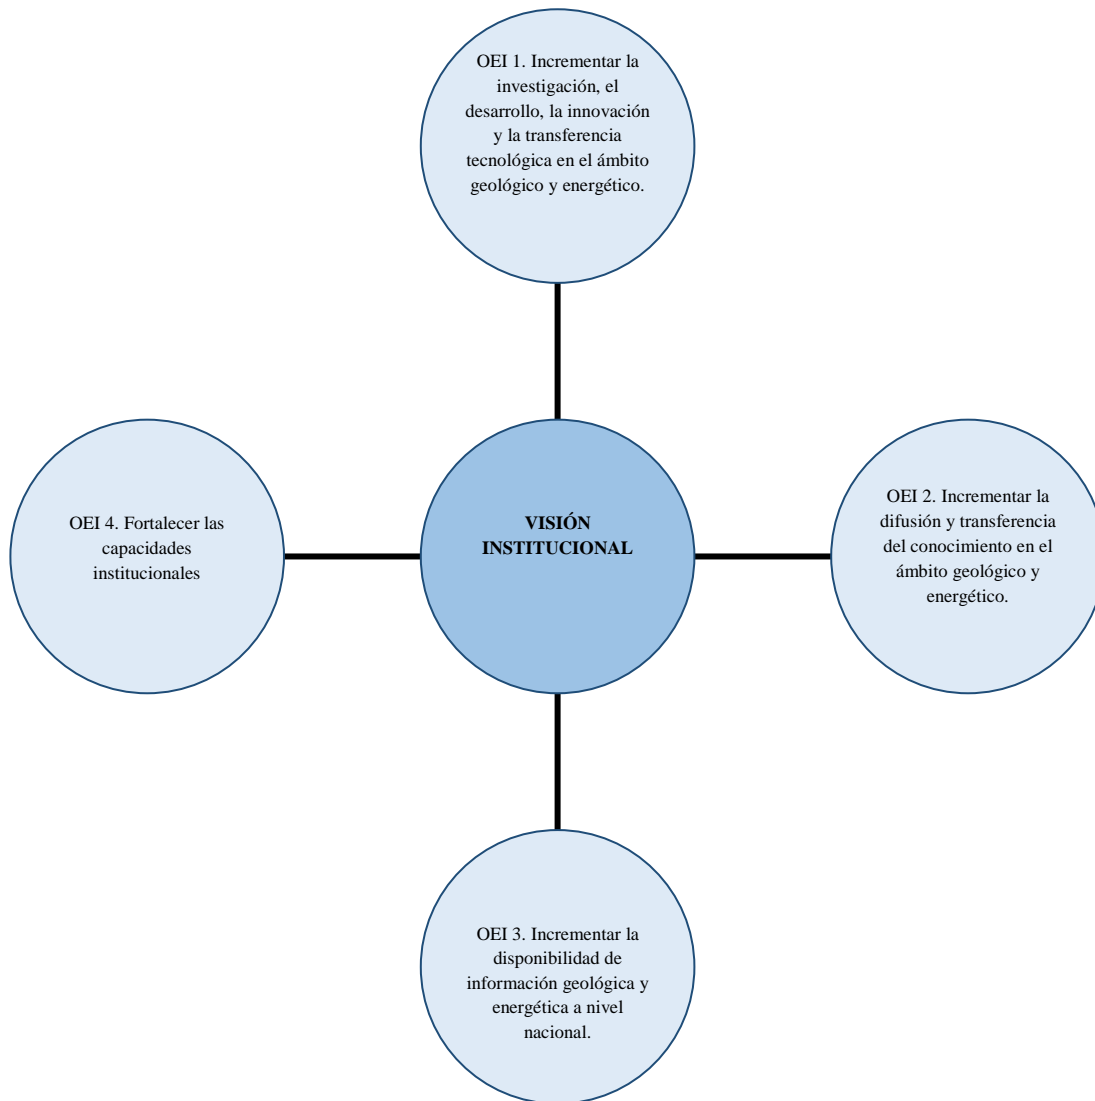 OEI 1. Incrementar la
investigación, el
desarrollo, la innovación
y la transferencia
tecnológica en el ámbito
geológico y energético.
OEI 4. Fortalecer las
capacidades
institucionales
VISIÓN
INSTITUCIONAL
OEI 2. Incrementar la
difusión y transferencia
del conocimiento en el
ámbito geológico y
energético.
OEI 3. Incrementar la
disponibilidad de
información geológica y
energética a nivel
nacional.